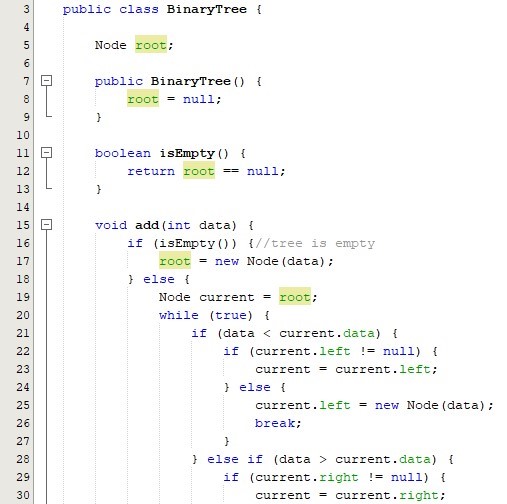 3 public class BinaryTree {
4
5 Node root;
6
7 public BinaryTree() {
8 root = null;
9 }
10
11 boolean isEmpty() {
12 return root == null;
13 }
14
15 void add(int data) {
16 if (isEmpty()) {//tree is empty
17 root = new Node(data);
18 } else {
19 Node current = root;
20 while (true) {
21 if (data < current.data) {
22 if (current.left != null) {
23 current = current.left;
24 } else {
25 current.left = new Node(data);
26 break;
27 }
28 } else if (data > current.data) {
29 if (current.right != null) {
30 current = current.right;